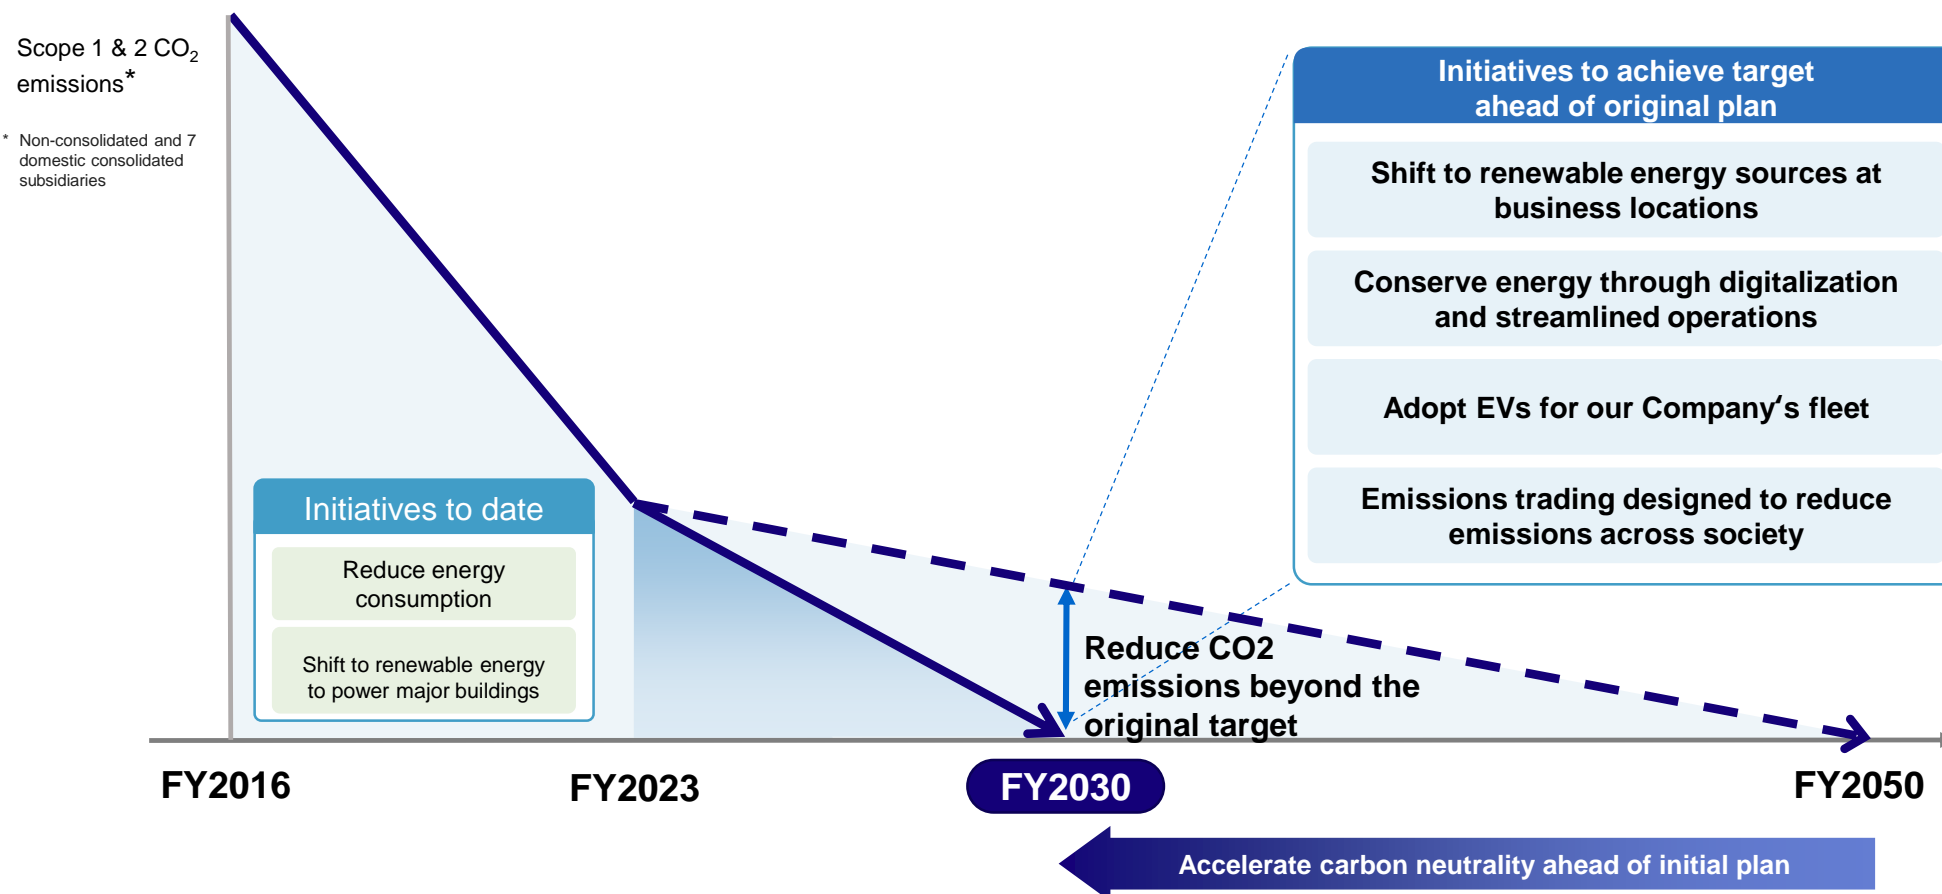 Scope 1 & 2 CO₂
emissions*
* Non-consolidated and 7
domestic consolidated
subsidiaries
Initiatives to achieve target
ahead of original plan
Shift to renewable energy sources at
business locations
Conserve energy through digitalization
and streamlined operations
Adopt EVs for our Company‘s fleet
Emissions trading designed to reduce
emissions across society
Initiatives to date
Reduce energy
consumption
Shift to renewable energy
to power major buildings
Reduce CO2
emissions beyond the
original target
FY2016
FY2023
FY2030
FY2050
Accelerate carbon neutrality ahead of initial plan